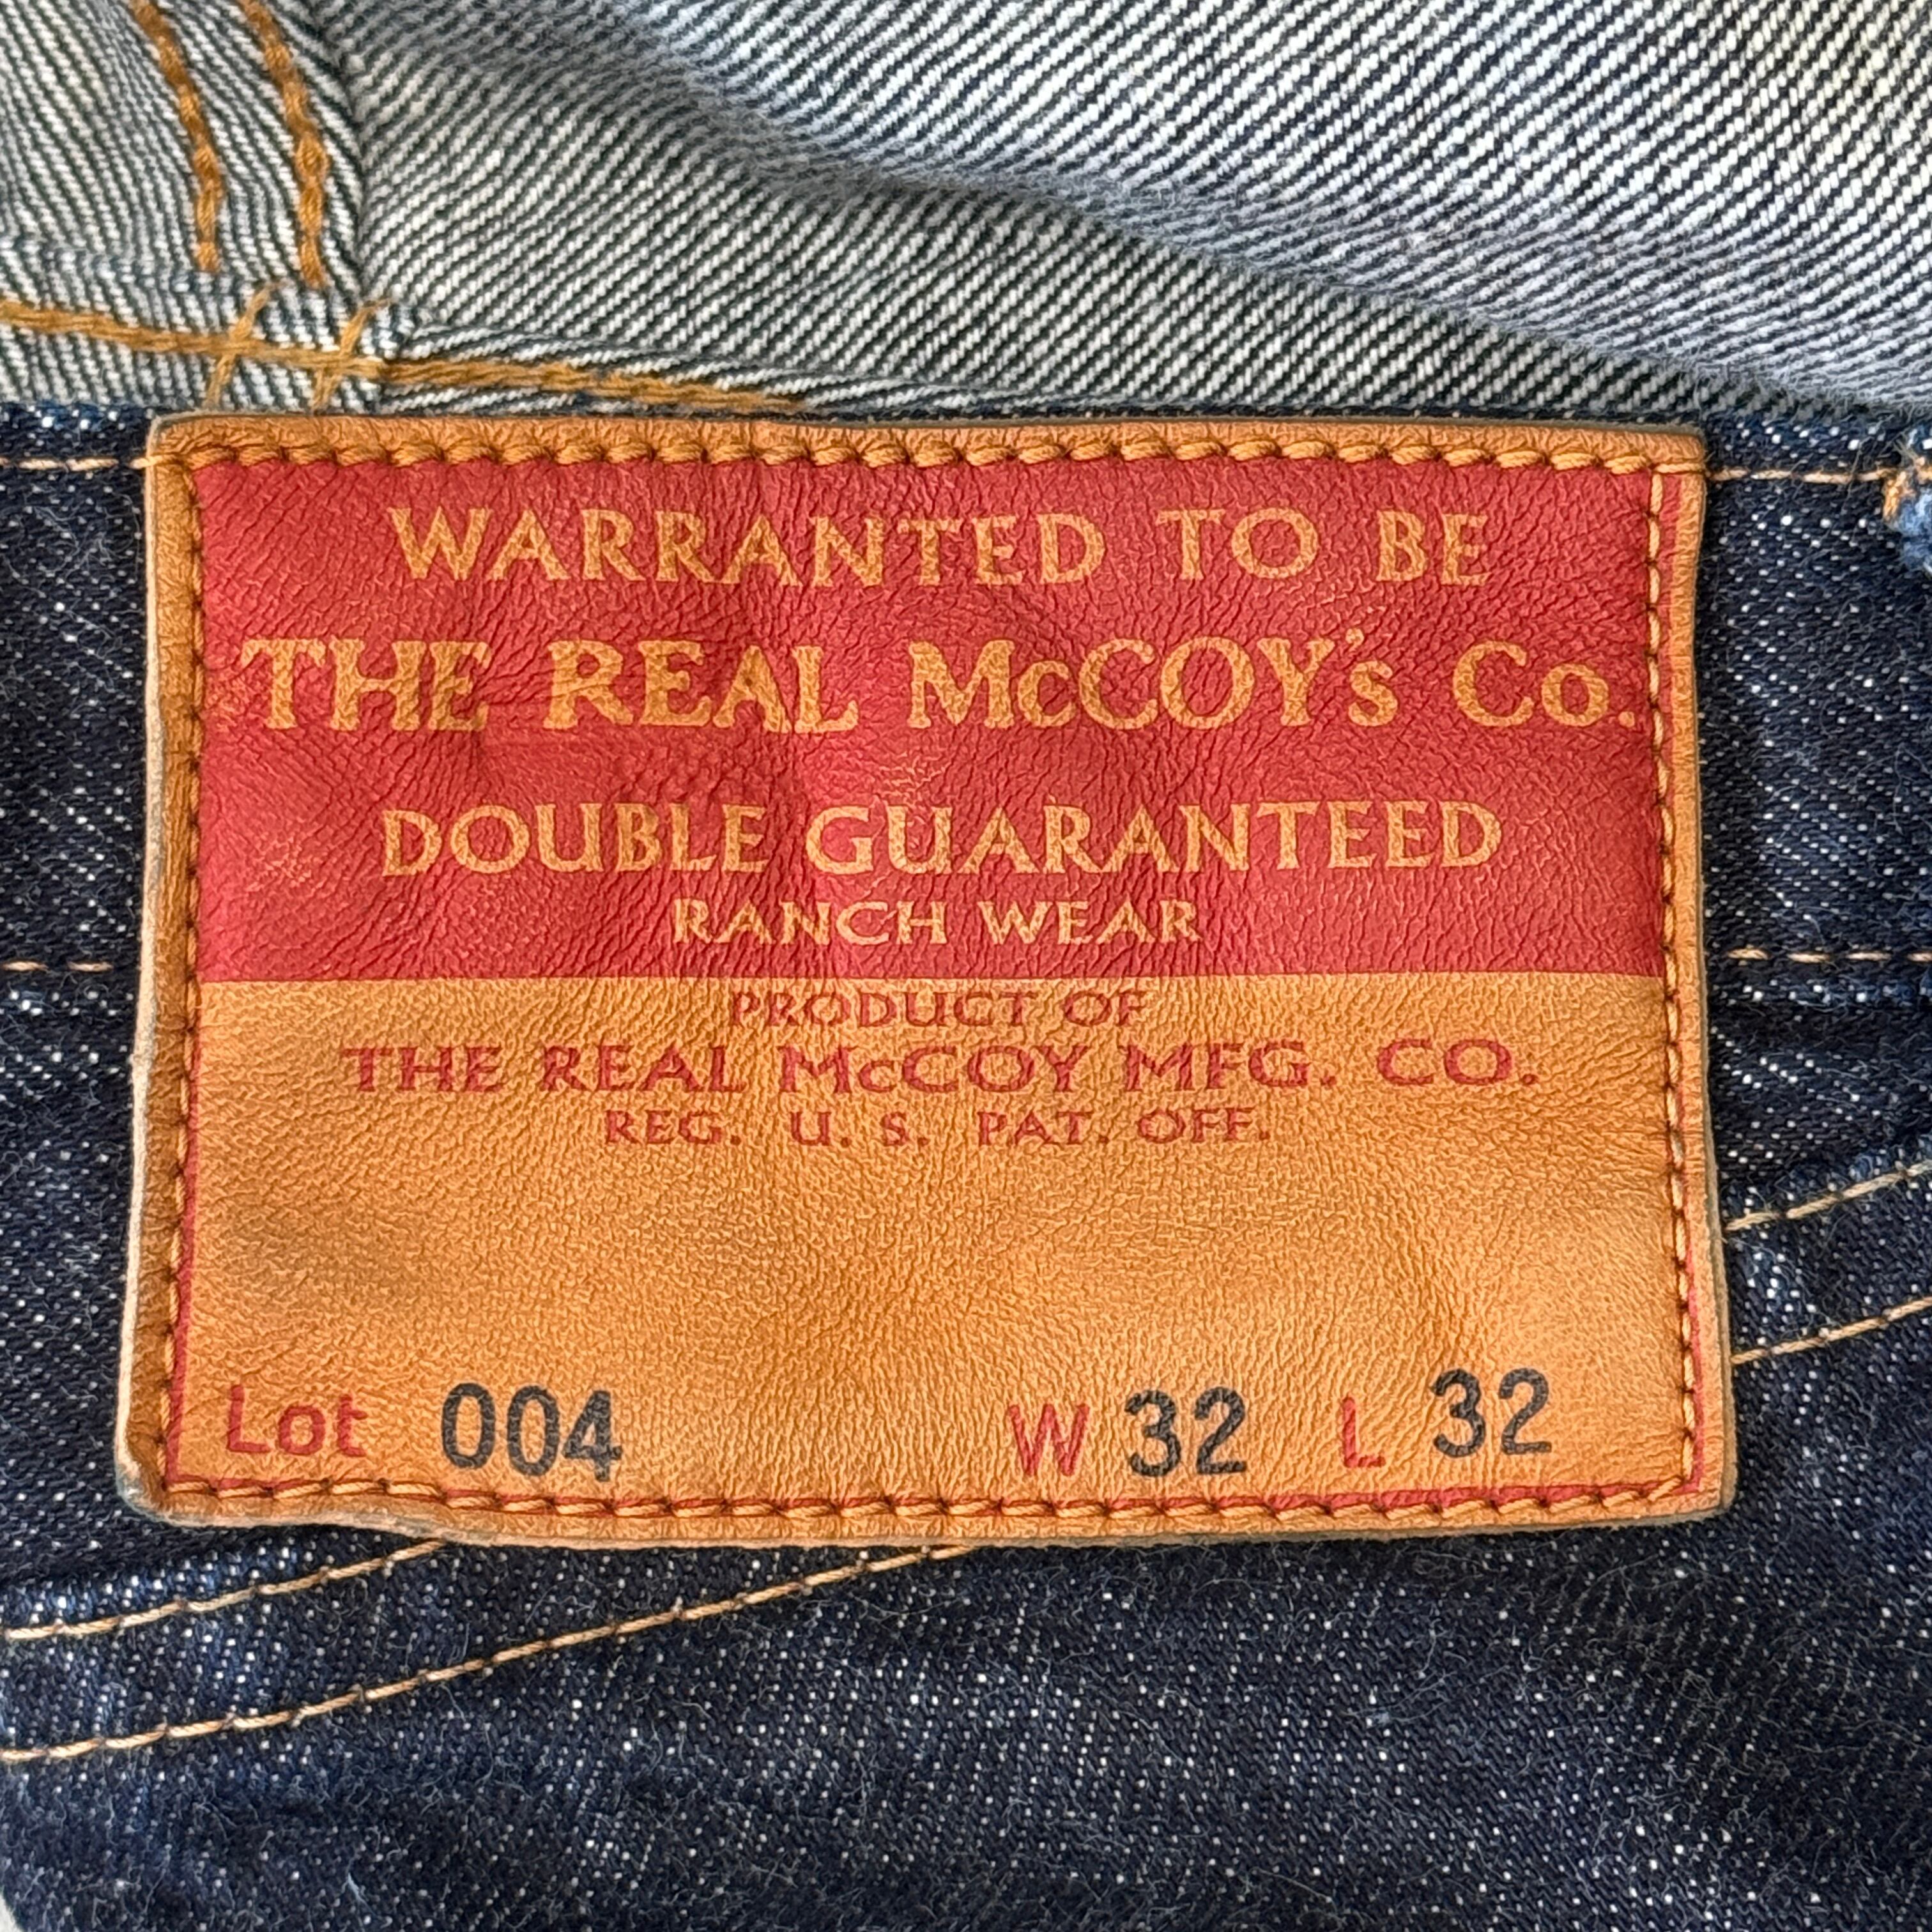 WARRANTED TO BE
THE REAL McCOY's Co.
DOUBLE GUARANTEED
RANCH WEAR
PRODUCT OF
THE REAL McCOY MFG. CO.
REG. U. S. PAT. OFF.
Lot 004 W 32 L 32